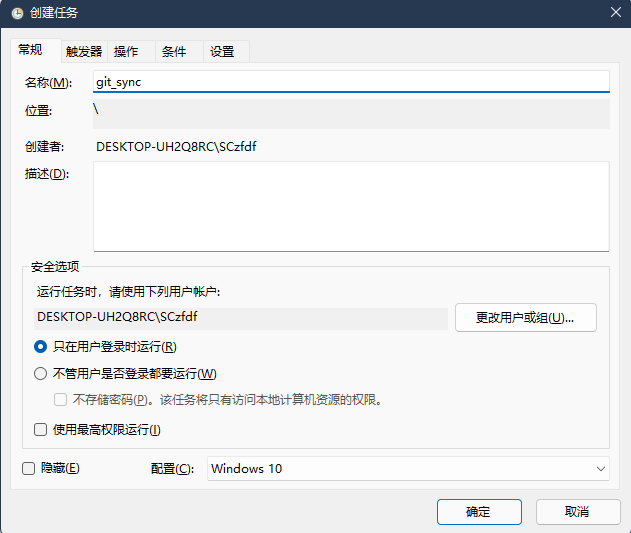 创建任务
常规 触发器 操作 条件 设置
名称(M): git_sync
位置: \
创建者: DESKTOP-UH2Q8RC\SCzfdf
描述(D):
安全选项
运行任务时，请使用下列用户帐户:
DESKTOP-UH2Q8RC\SCzfdf 更改用户或组(U)...
只在用户登录时运行(R)
不管用户是否登录都要运行(W)
不存储密码(P)。该任务将只有访问本地计算机资源的权限。
使用最高权限运行(I)
隐藏(E) 配置(C): Windows 10
确定 取消